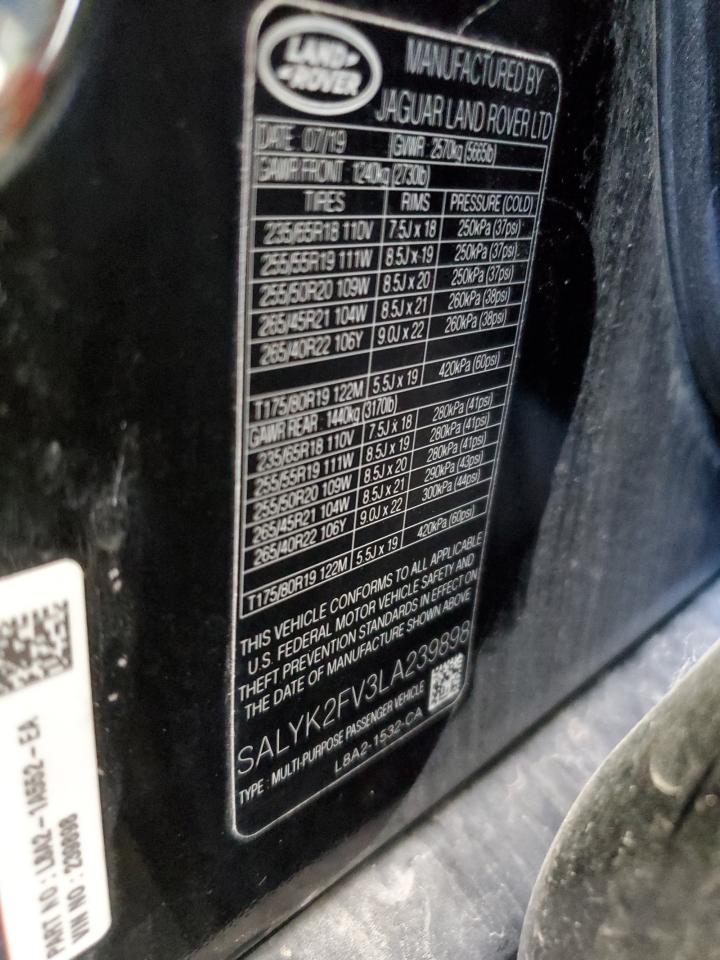 LAND ROVER
MANUFACTURED BY
JAGUAR LAND ROVER LTD
DATE: 07/19 GVWR: 2570kg (5665lb)
GAWR FRONT: 1240kg (2730lb)
TIRES RIMS PRESSURE (COLD)
235/65R18 110V 7.5J x 18 250kPa (37psi)
255/55R19 111W 8.5J x 19 250kPa (37psi)
255/50R20 109W 8.5J x 20 250kPa (37psi)
265/45R21 104W 8.5J x 21 260kPa (38psi)
265/40R22 106Y 9.0J x 22 260kPa (38psi)
T175/80R19 122M 5.5J x 19 420kPa (60psi)
GAWR REAR: 1440kg (3170lb)
235/65R18 110V 7.5J x 18 280kPa (41psi)
255/55R19 111W 8.5J x 19 280kPa (41psi)
255/50R20 109W 8.5J x 20 280kPa (41psi)
265/45R21 104W 8.5J x 21 290kPa (43psi)
265/40R22 106Y 9.0J x 22 300kPa (44psi)
T175/80R19 122M 5.5J x 19 420kPa (60psi)
THIS VEHICLE CONFORMS TO ALL APPLICABLE
U.S. FEDERAL MOTOR VEHICLE SAFETY AND
THEFT PREVENTION STANDARDS IN EFFECT ON
THE DATE OF MANUFACTURE SHOWN ABOVE
SALYK2FV3LA239898
TYPE: MULTI-PURPOSE PASSENGER VEHICLE
L8A2-1532-CA
PART ID:
VIN NO: